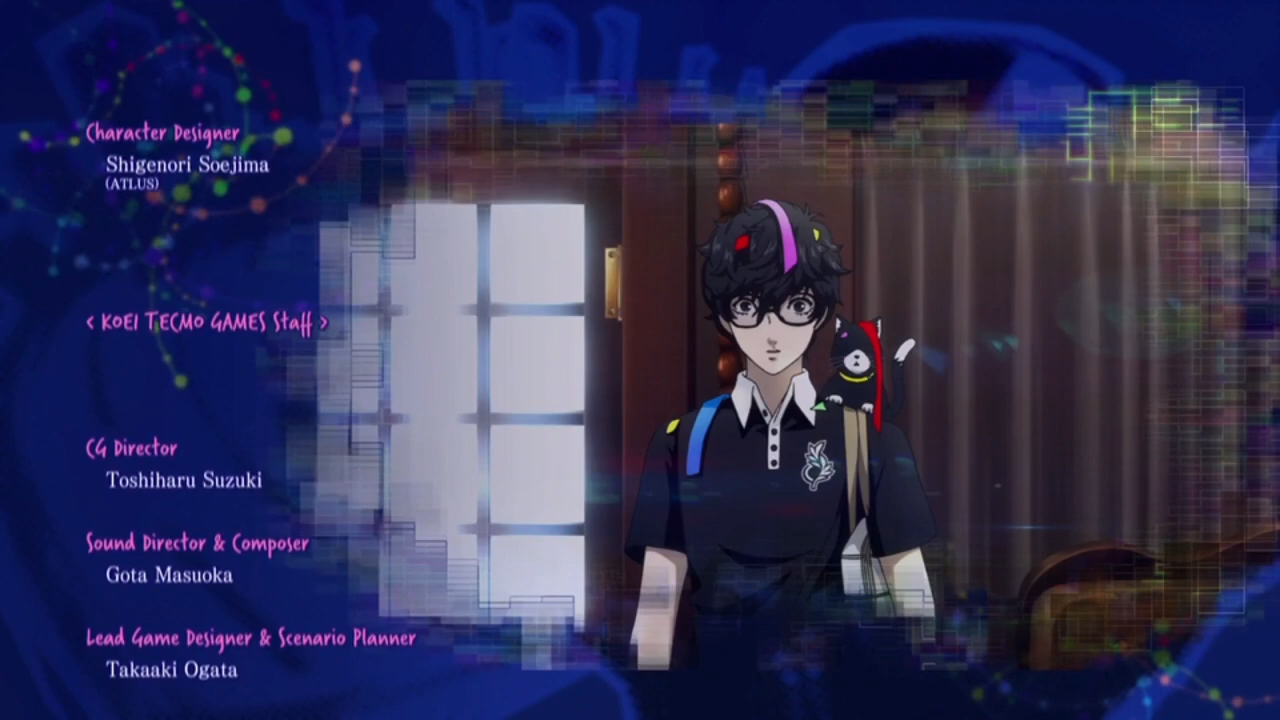 Character Designer
Shigenori Soejima
(ATLUS)
< KOEI TECMO GAMES Staff >
CG Director
Toshiharu Suzuki
Sound Director & Composer
Gota Masuoka
Lead Game Designer & Scenario Planner
Takaaki Ogata